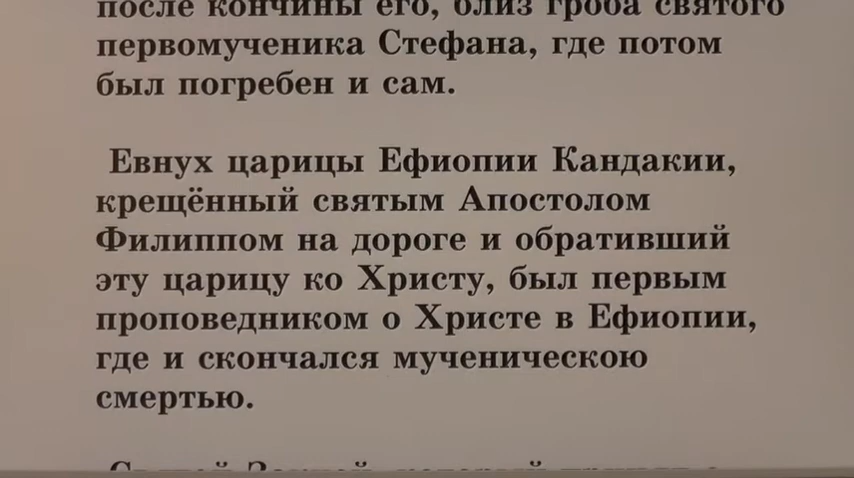 после кончины его, близ гроба святого
первомученика Стефана, где потом
был погребен и сам.
Евнух царицы Ефиопии Кандакии,
крещённый святым Апостолом
Филиппом на дороге и обративший
эту царицу ко Христу, был первым
проповедником о Христе в Ефиопии,
где и скончался мученическою
смертью.